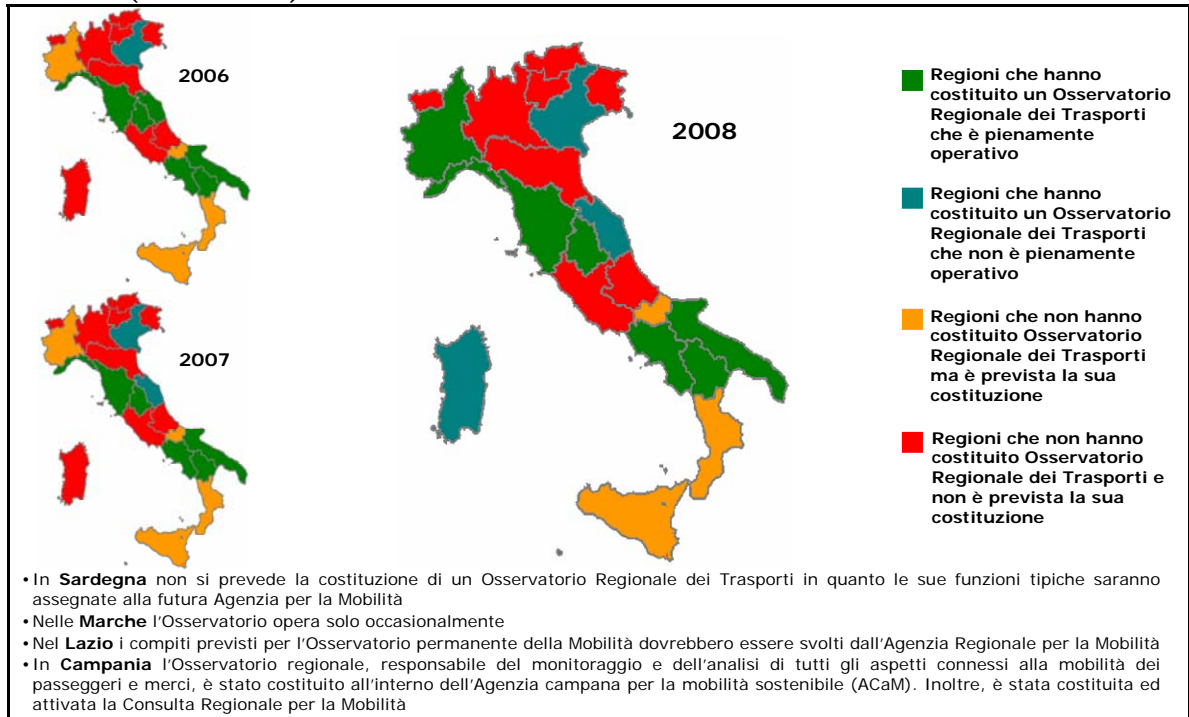 2006
2007
2008
Regioni che hanno
costituito un Osservatorio
Regionale dei Trasporti
che è pienamente
operativo
Regioni che hanno
costituito un Osservatorio
Regionale dei Trasporti
che non è pienamente
operativo
Regioni che non hanno
costituito Osservatorio
Regionale dei Trasporti
ma è prevista la sua
costituzione
Regioni che non hanno
costituito Osservatorio
Regionale dei Trasporti e
non è prevista la sua
costituzione
• In Sardegna non si prevede la costituzione di un Osservatorio Regionale dei Trasporti in quanto le sue funzioni tipiche saranno
assegnate alla futura Agenzia per la Mobilità
• Nelle Marche l'Osservatorio opera solo occasionalmente
• Nel Lazio i compiti previsti per l'Osservatorio permanente della Mobilità dovrebbero essere svolti dall'Agenzia Regionale per la Mobilità
• In Campania l'Osservatorio regionale, responsabile del monitoraggio e dell'analisi di tutti gli aspetti connessi alla mobilità dei
passeggeri e merci, è stato costituito all'interno dell'Agenzia campana per la mobilità sostenibile (ACaM). Inoltre, è stata costituita ed
attivata la Consulta Regionale per la Mobilità